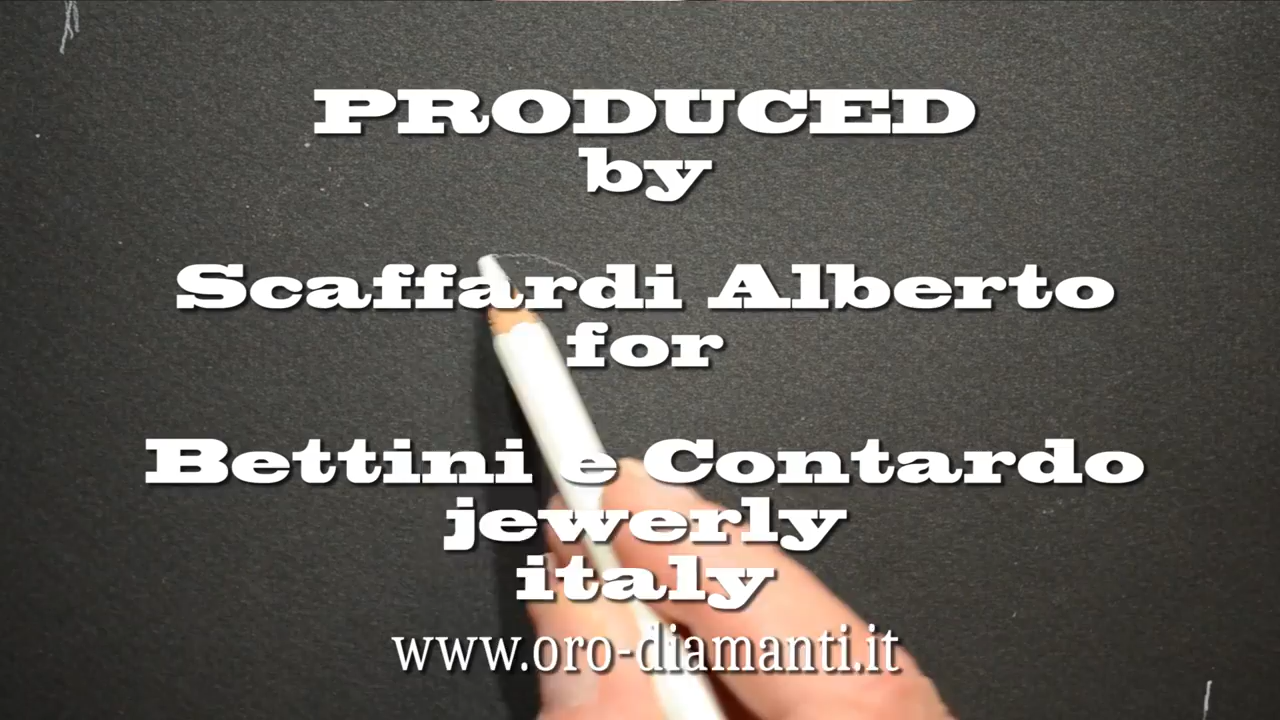 PRODUCED
by
Scaffardi Alberto
for
Bettini e Contardo
jewerly
italy
www.oro-diamanti.it